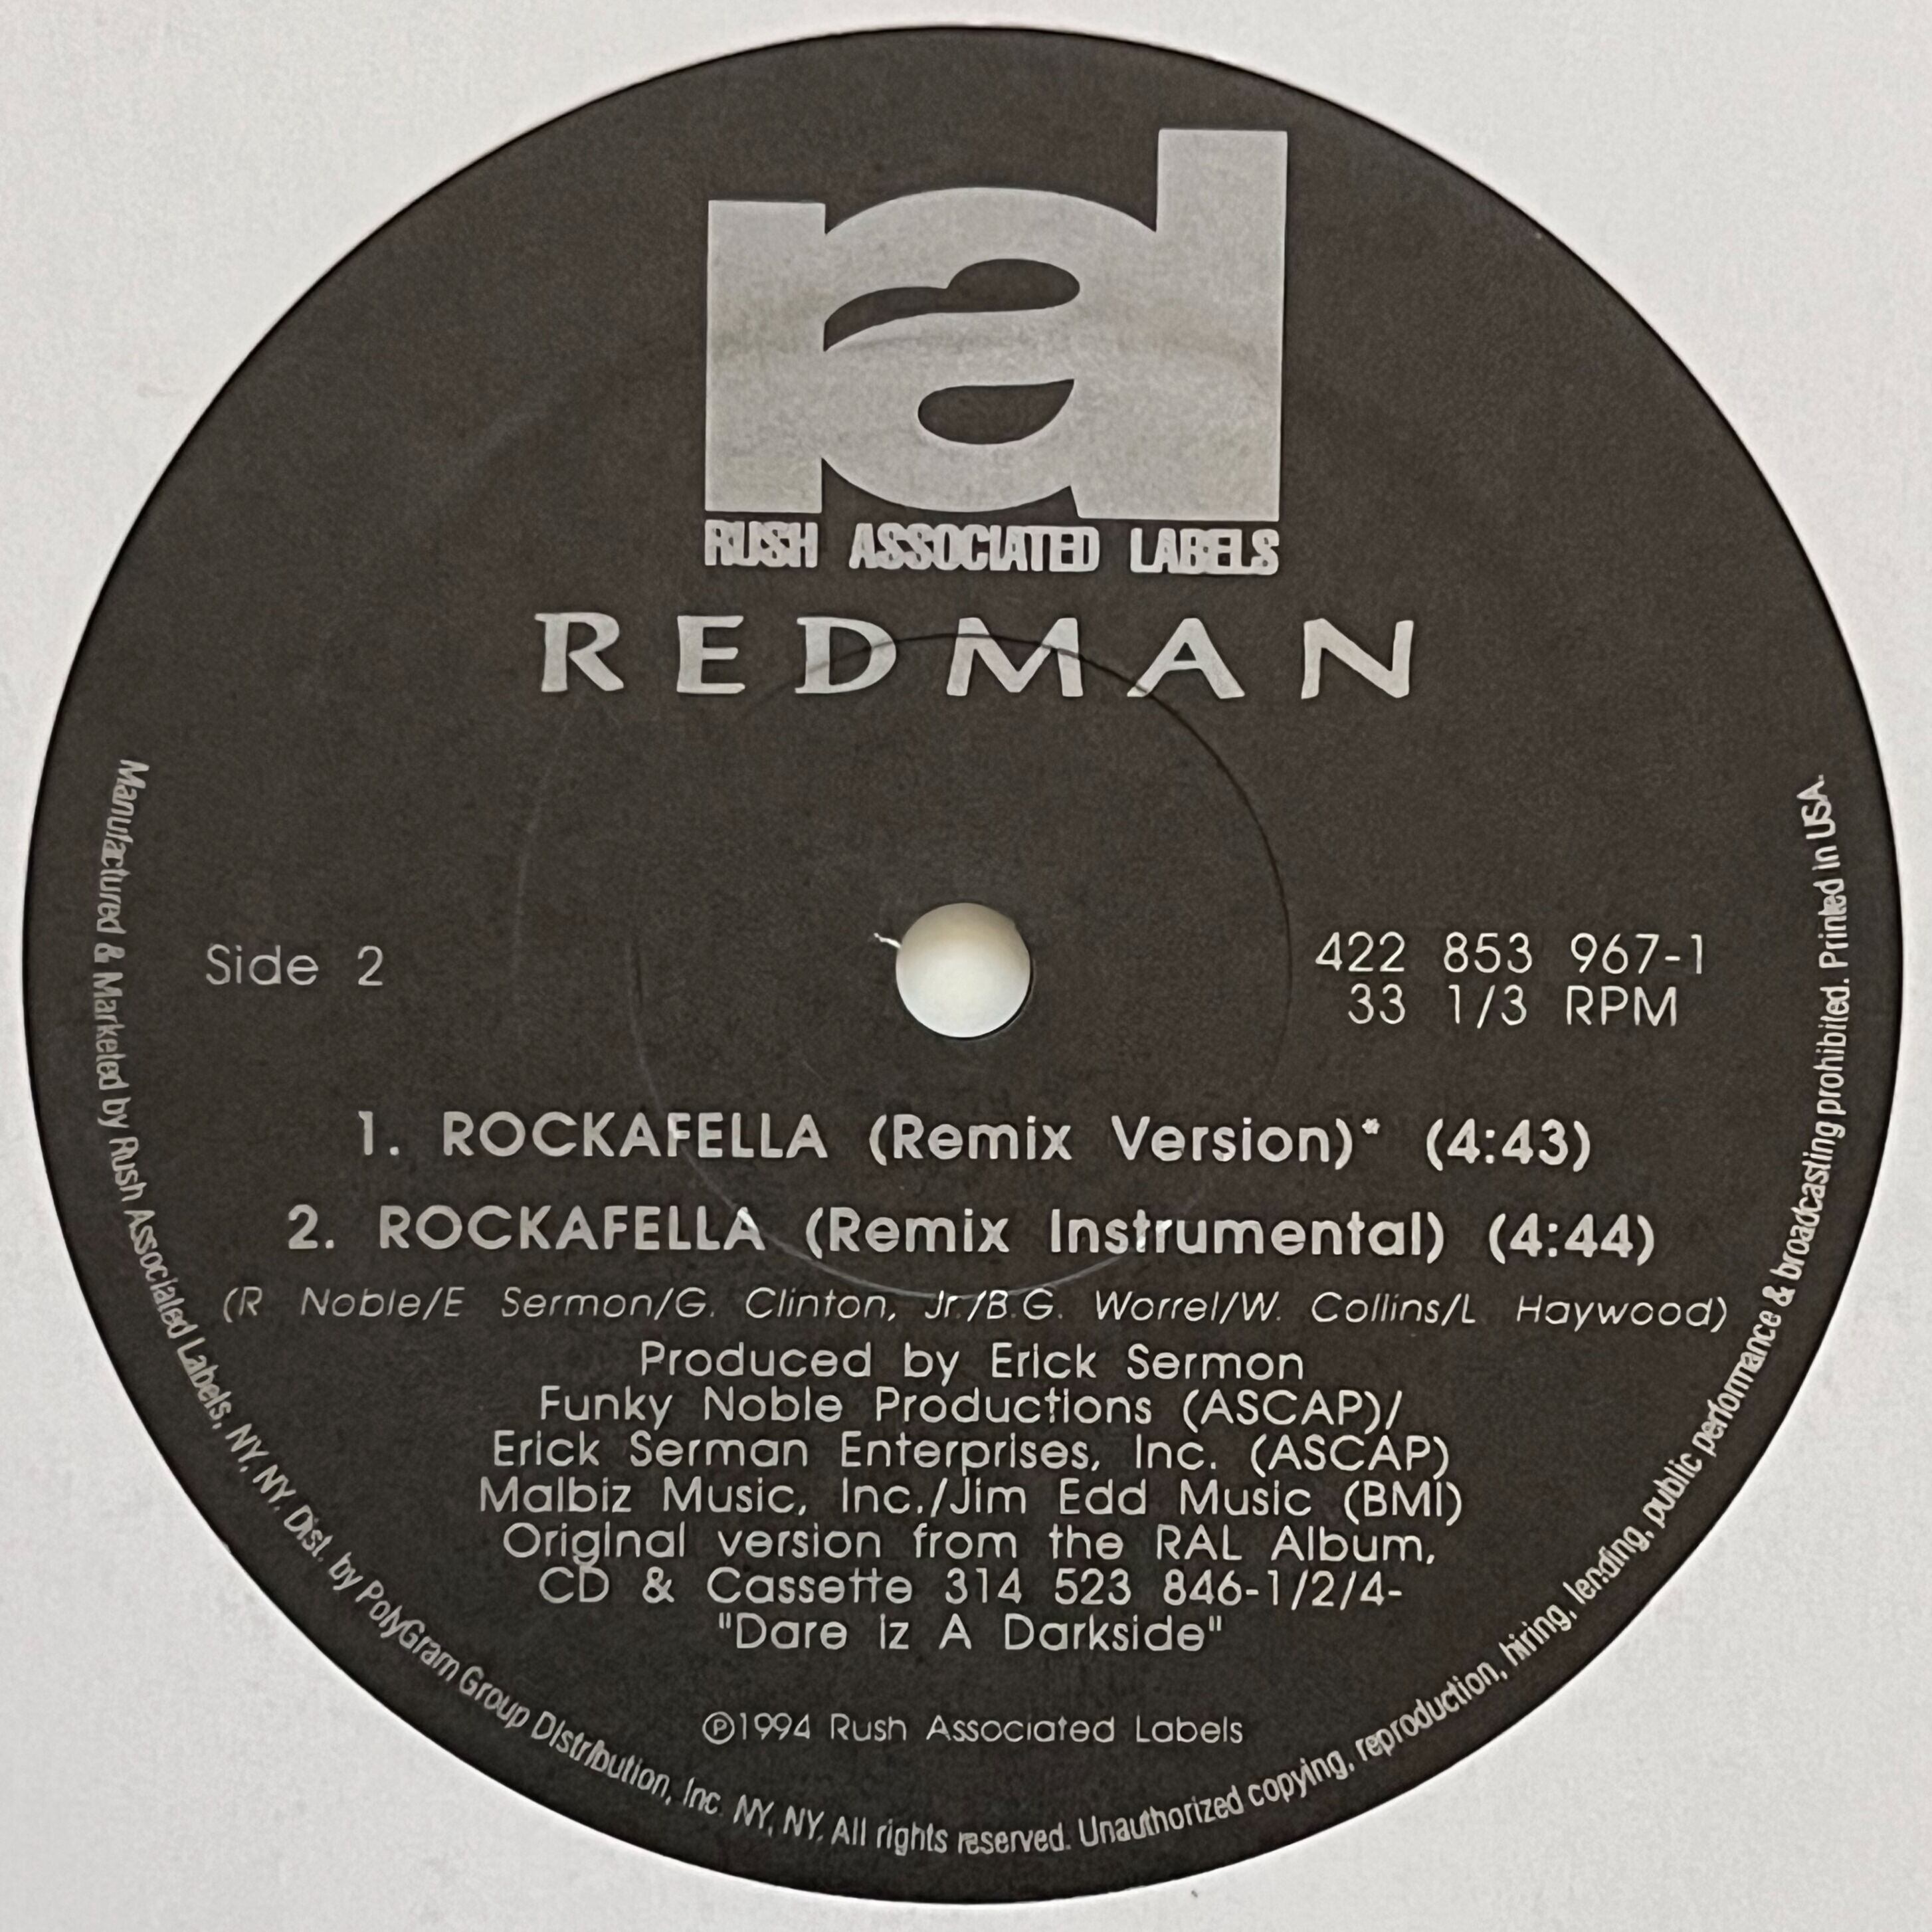 ral
RUSH ASSOCIATED LABELS
REDMAN
Side 2
422 853 967-1
33 1/3 RPM
1. ROCKAFELLA (Remix Version)* (4:43)
2. ROCKAFELLA (Remix Instrumental) (4:44)
(R Noble/E Sermon/G. Clinton, Jr./B.G. Worrel/W. Collins/L Haywood)
Produced by Erick Sermon
Funky Noble Productions (ASCAP)/
Erick Serman Enterprises, Inc. (ASCAP)
Malbiz Music, Inc./Jim Edd Music (BMI)
Original version from the RAL Album,
CD & Cassette 314 523 846-1/2/4-
"Dare Iz A Darkside"
℗1994 Rush Associated Labels
Manufactured & Marketed by Rush Associated Labels, NY, NY. Dist. by PolyGram Group Distribution, Inc. NY, NY. All rights reserved. Unauthorized copying, reproduction, hiring, lending, public performance & broadcasting prohibited. Printed in USA.